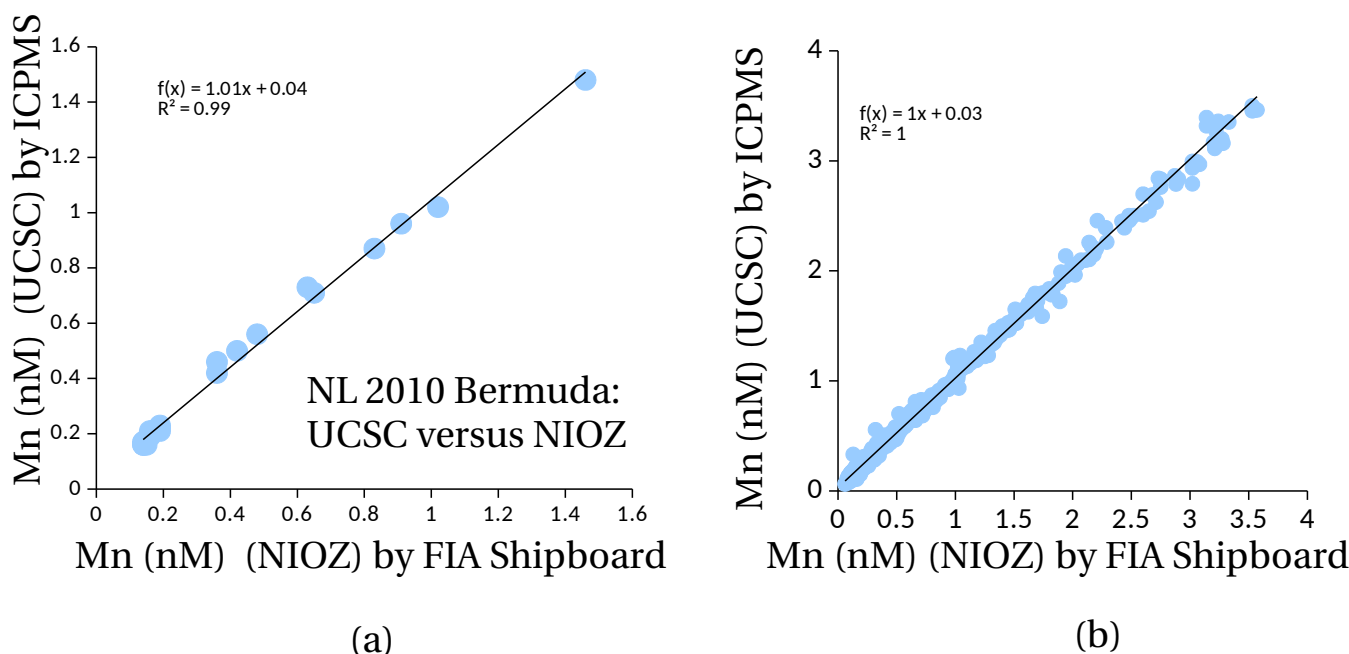 Mn (nM)  (UCSC) by ICPMS
1.6
1.4
1.2
1
0.8
0.6
0.4
0.2
0
f(x) = 1.01x + 0.04
R² = 0.99
NL 2010 Bermuda:
UCSC versus NIOZ
0 0.2 0.4 0.6 0.8 1 1.2 1.4 1.6
Mn (nM)  (NIOZ) by FIA Shipboard
(a)
Mn (nM) (UCSC) by ICPMS
4
3
2
1
0
f(x) = 1x + 0.03
R² = 1
0 0.5 1 1.5 2 2.5 3 3.5 4
Mn (nM) (NIOZ) by FIA Shipboard
(b)